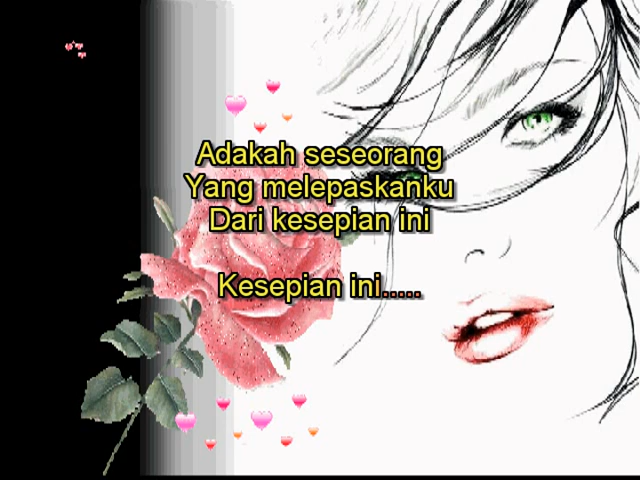 Adakah seseorang
Yang melepaskanku
Dari kesepian ini
Kesepian ini.....